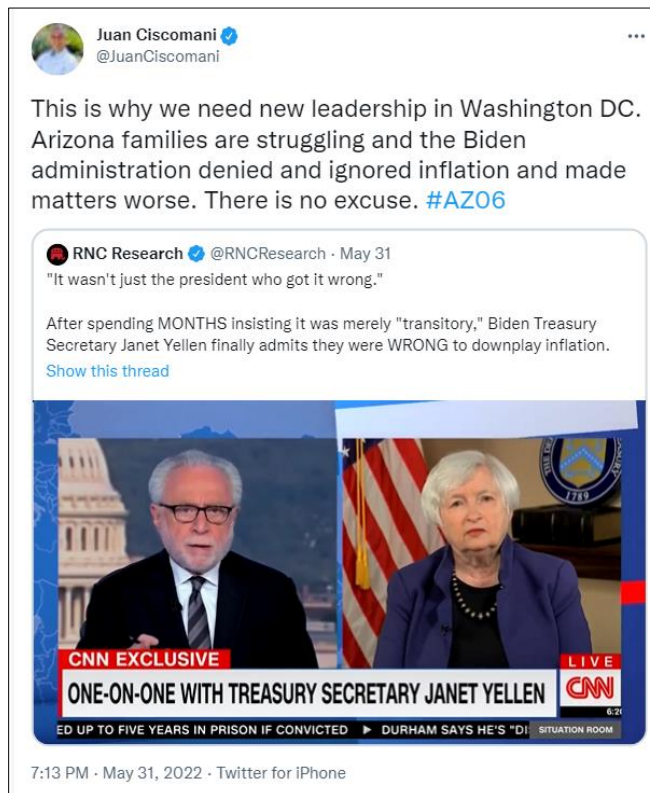 Juan Ciscomani
@JuanCiscomani
This is why we need new leadership in Washington DC.
Arizona families are struggling and the Biden
administration denied and ignored inflation and made
matters worse. There is no excuse. #AZ06
RNC Research @RNCResearch · May 31
"It wasn't just the president who got it wrong."
After spending MONTHS insisting it was merely "transitory," Biden Treasury
Secretary Janet Yellen finally admits they were WRONG to downplay inflation.
Show this thread
1789
CNN EXCLUSIVE
LIVE
ONE-ON-ONE WITH TREASURY SECRETARY JANET YELLEN
CNN
ED UP TO FIVE YEARS IN PRISON IF CONVICTED ▶ DURHAM SAYS HE'S "DI
SITUATION ROOM
7:13 PM · May 31, 2022 · Twitter for iPhone